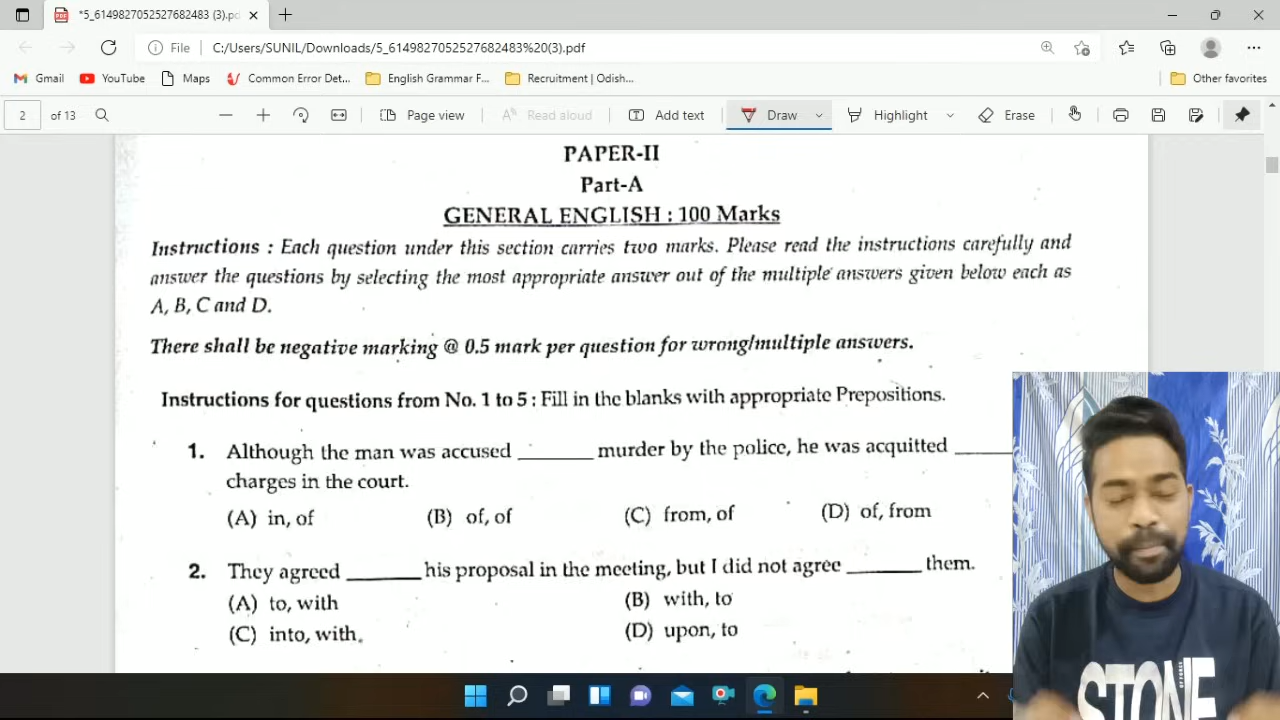 *5_6149827052527682483 (3).pd
File
C:/Users/SUNIL/Downloads/5_6149827052527682483%20(3).pdf
Gmail
YouTube
Maps
Common Error Det...
English Grammar F...
Recruitment | Odish...
Other favorites
2 of 13
Page view
Read aloud
Add text
Draw
Highlight
Erase
PAPER-II
Part-A
GENERAL ENGLISH : 100 Marks
Instructions : Each question under this section carries two marks. Please read the instructions carefully and
answer the questions by selecting the most appropriate answer out of the multiple answers given below each as
A, B, C and D.
There shall be negative marking @ 0.5 mark per question for wrong/multiple answers.
Instructions for questions from No. 1 to 5 : Fill in the blanks with appropriate Prepositions.
1. Although the man was accused ______ murder by the police, he was acquitted ______
charges in the court.
(A) in, of (B) of, of (C) from, of (D) of, from
2. They agreed ______ his proposal in the meeting, but I did not agree ______ them.
(A) to, with (B) with, to
(C) into, with. (D) upon, to
STONE